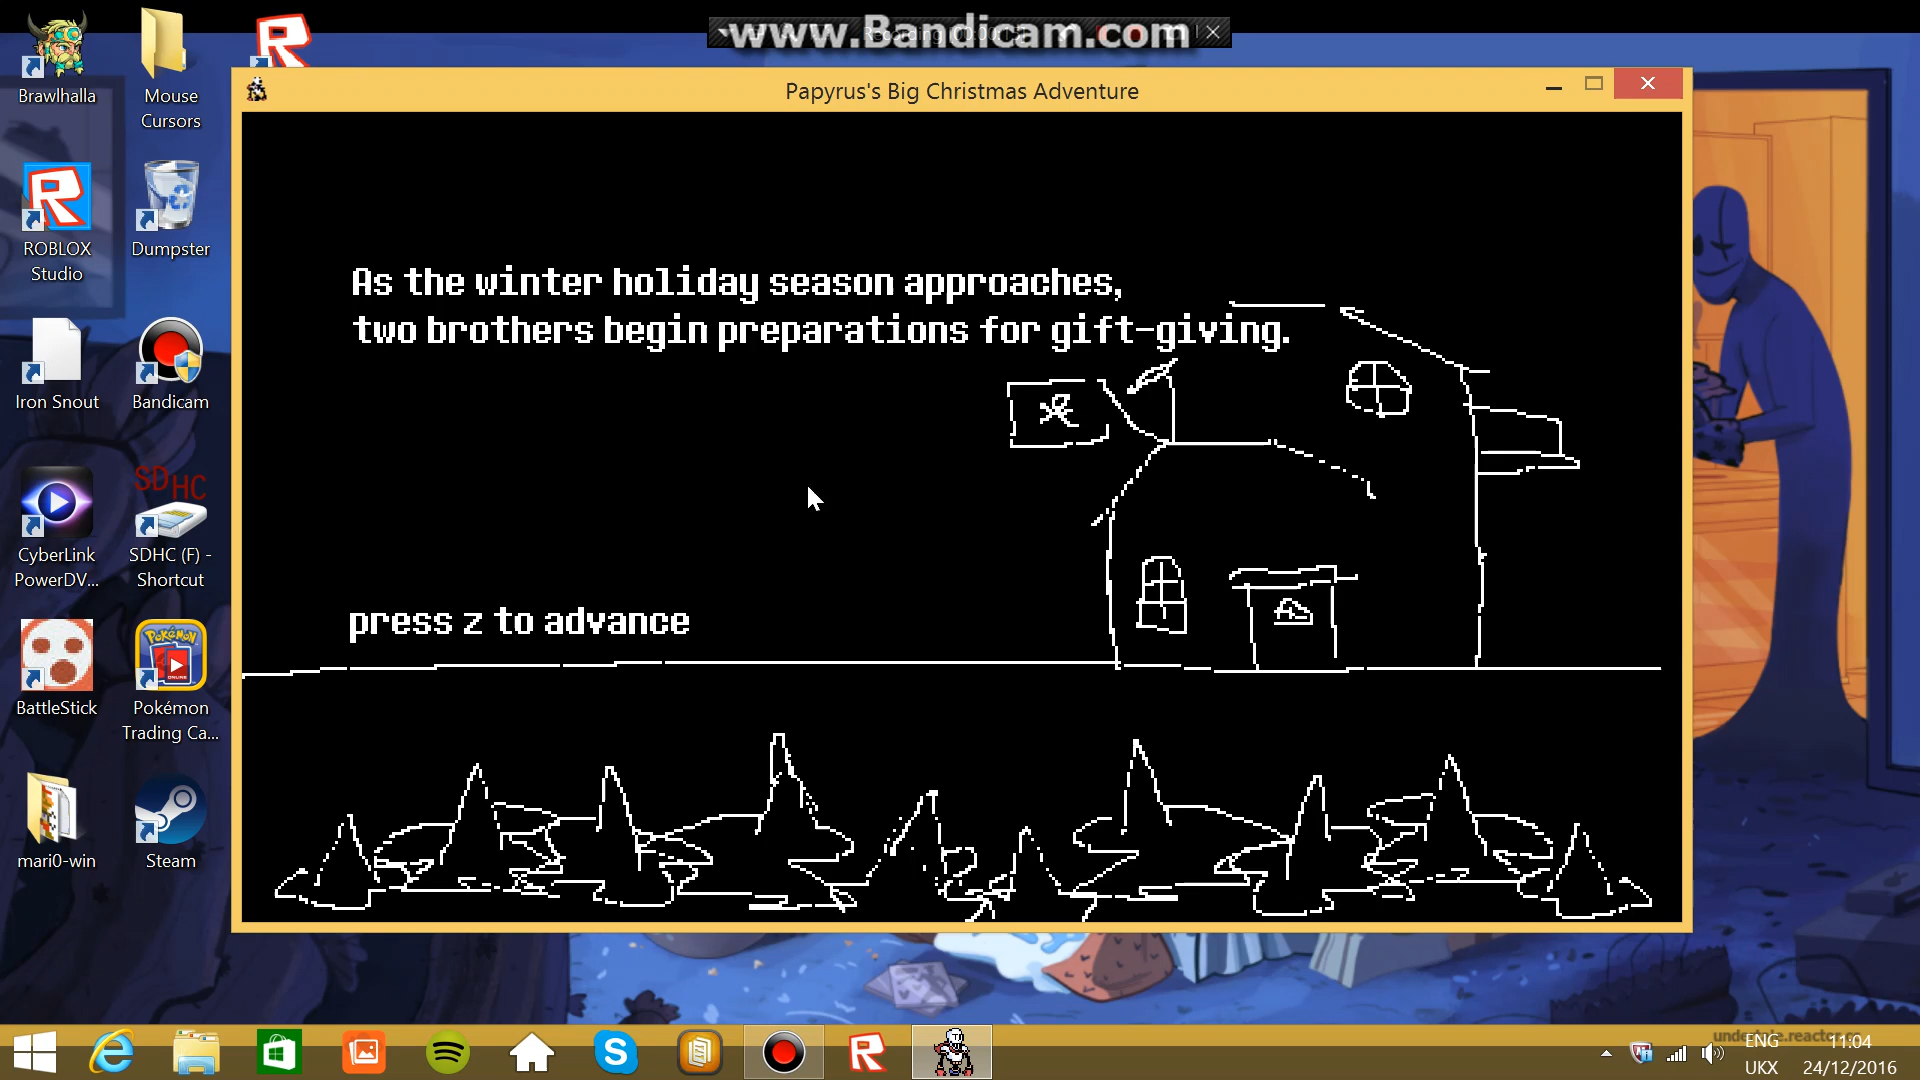 www.Bandicam.com
Papyrus's Big Christmas Adventure
Brawlhalla
Mouse
Cursors
ROBLOX
Studio
Dumpster
Iron Snout
Bandicam
CyberLink
PowerDV...
SDHC
SDHC (F) -
Shortcut
BattleStick
Pokémon
Trading Ca...
mari0-win
Steam
As the winter holiday season approaches,
two brothers begin preparations for gift-giving.
press z to advance
ENG
UKX
11:04
24/12/2016